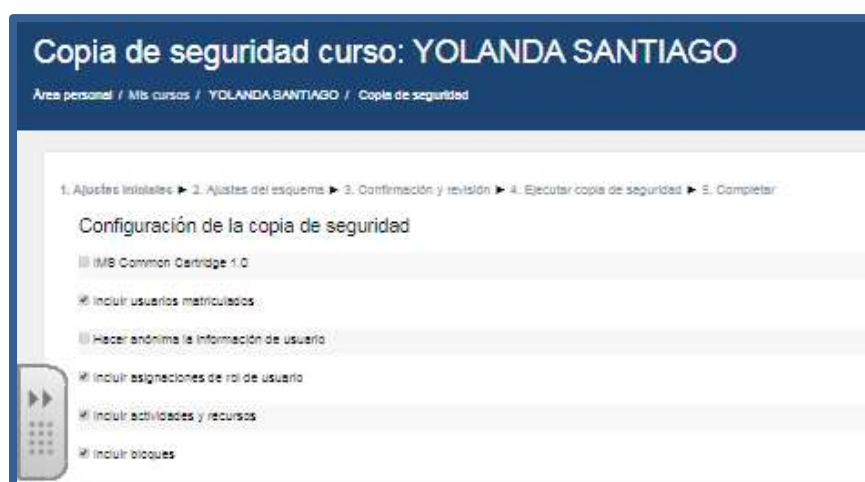 Copia de seguridad curso: YOLANDA SANTIAGO
Área personal / Mis cursos / YOLANDA SANTIAGO / Copia de seguridad
1. Ajustes iniciales ► 2. Ajustes del esquema ► 3. Confirmación y revisión ► 4. Ejecutar copia de seguridad ► 5. Completar
Configuración de la copia de seguridad
IMS Common Cartridge 1.0
Incluir usuarios matriculados
Hacer anónima la información de usuario
Incluir asignaciones de rol de usuario
Incluir actividades y recursos
Incluir bloques